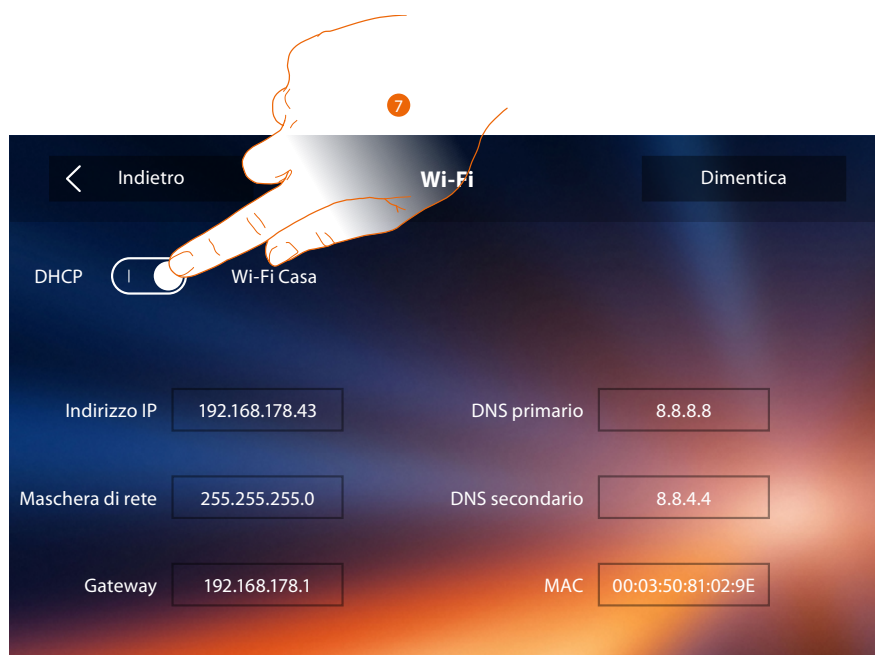 7
Indietro
Wi-Fi
Dimentica
DHCP
Wi-Fi Casa
Indirizzo IP 192.168.178.43
DNS primario 8.8.8.8
Maschera di rete 255.255.255.0
DNS secondario 8.8.4.4
Gateway 192.168.178.1
MAC 00:03:50:81:02:9E